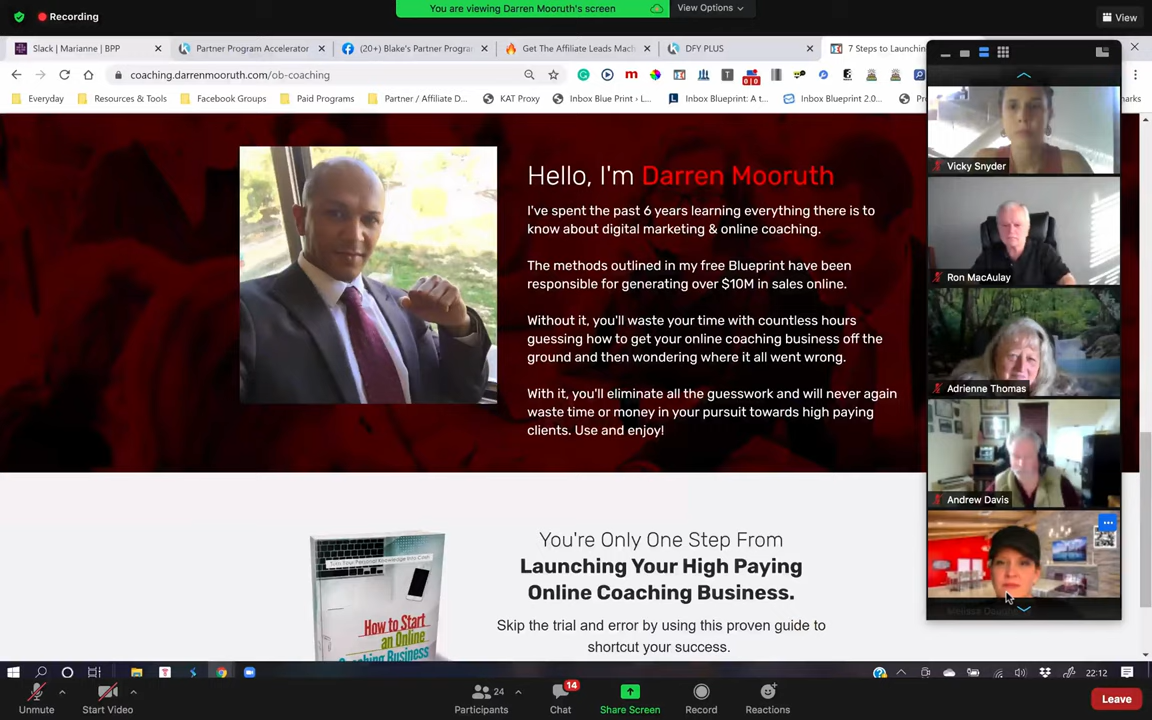 Recording
You are viewing Darren Mooruth's screen
View Options
View
Slack | Marianne | BPP
Partner Program Accelerator
(20+) Blake's Partner Progra
Get The Affiliate Leads Mach
DFY PLUS
7 Steps to Launchin
coaching.darrenmooruth.com/ob-coaching
Everyday
Resources & Tools
Facebook Groups
Paid Programs
Partner / Affiliate D...
KAT Proxy
Inbox Blue Print › L...
Inbox Blueprint: A t...
Inbox Blueprint 2.0...
Hello, I'm Darren Mooruth
I've spent the past 6 years learning everything there is to
know about digital marketing & online coaching.
The methods outlined in my free Blueprint have been
responsible for generating over $10M in sales online.
Without it, you'll waste your time with countless hours
guessing how to get your online coaching business off the
ground and then wondering where it all went wrong.
With it, you'll eliminate all the guesswork and will never again
waste time or money in your pursuit towards high paying
clients. Use and enjoy!
Vicky Snyder
Ron MacAulay
Adrienne Thomas
Andrew Davis
Turn Your Personal Knowledge Into Cash!
How to Start
an Online
Coaching Business
You're Only One Step From
Launching Your High Paying
Online Coaching Business.
Skip the trial and error by using this proven guide to
shortcut your success.
22:12
Unmute
Start Video
24
Participants
14
Chat
Share Screen
Record
Reactions
Leave